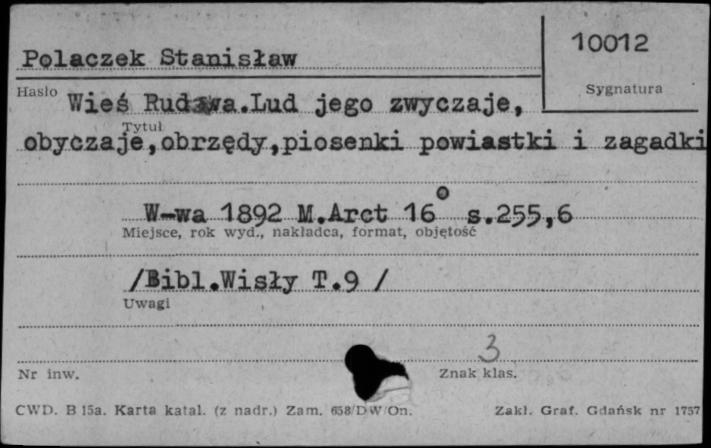 Polaczek Stanisław
10012
Hasło
Sygnatura
Wieś Rudawa.Lud jego zwyczaje,
Tytuł
obyczaje,obrzędy,piosenki powiastki i zagadki
W-wa 1892 M.Arct 16° s.255,6
Miejsce, rok wyd., nakładca, format, objętość
/Bibl.Wisły T.9 /
Uwagi
3
Nr inw.
Znak klas.
CWD. B 15a. Karta katal. (z nadr.) Zam. 658/DW/On.
Zakł. Graf. Gdańsk nr 1757